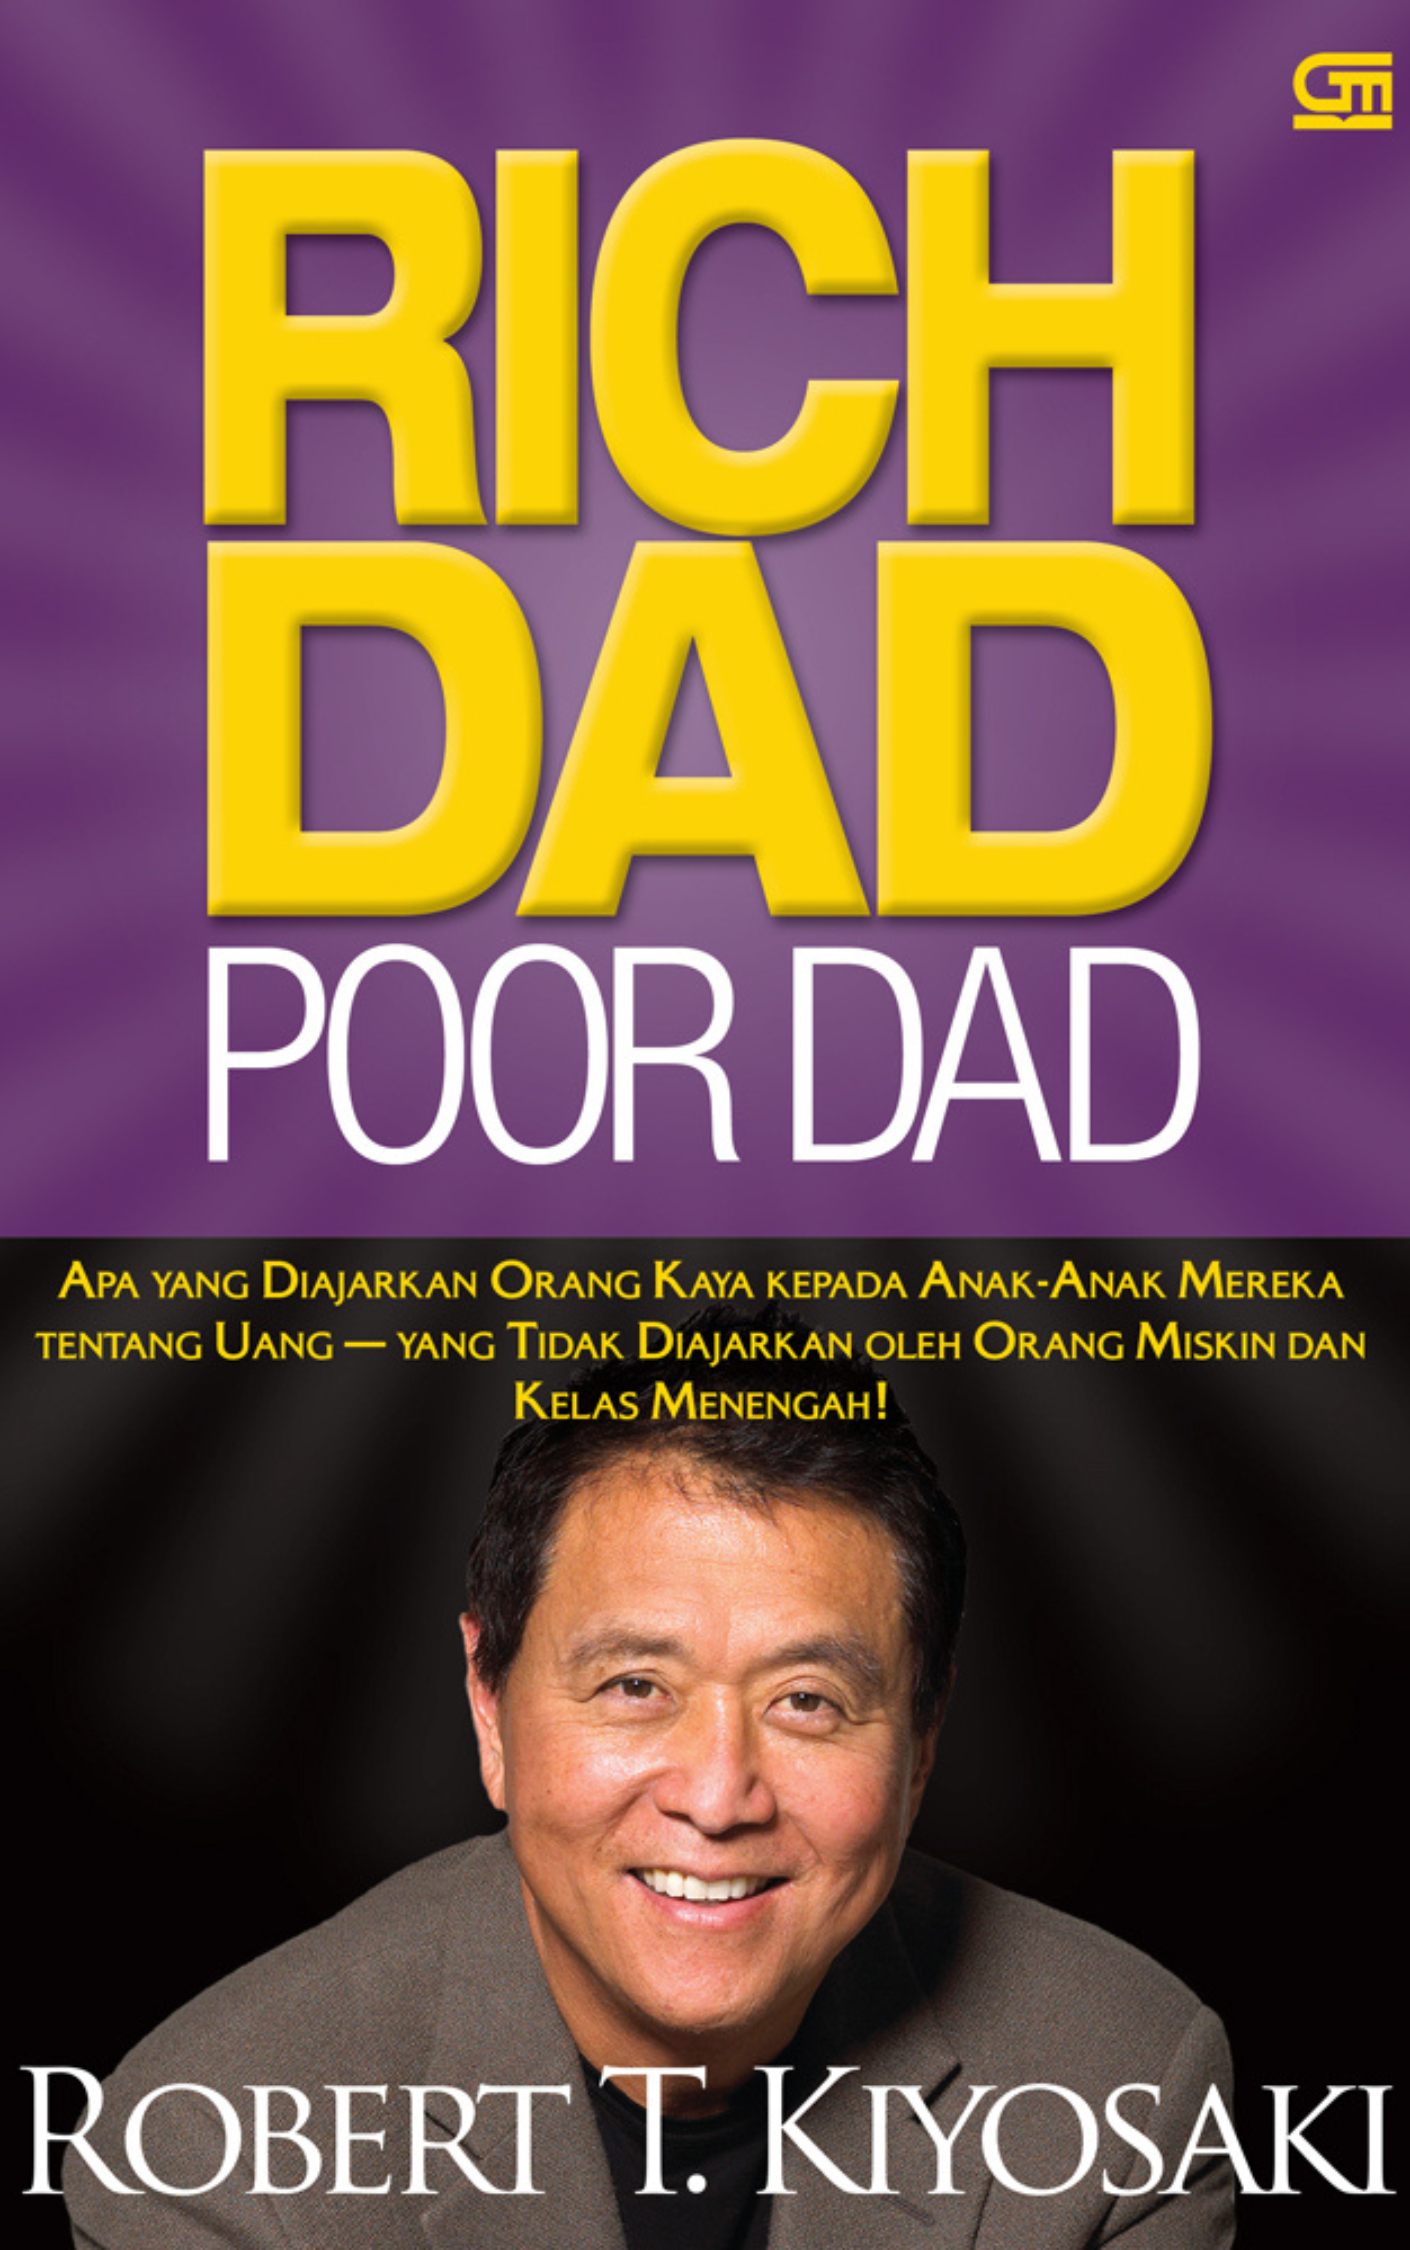 RICH
DAD
POOR DAD
APA YANG DIAJARKAN ORANG KAYA KEPADA ANAK-ANAK MEREKA
TENTANG UANG — YANG TIDAK DIAJARKAN OLEH ORANG MISKIN DAN
KELAS MENENGAH!
ROBERT T. KIYOSAKI